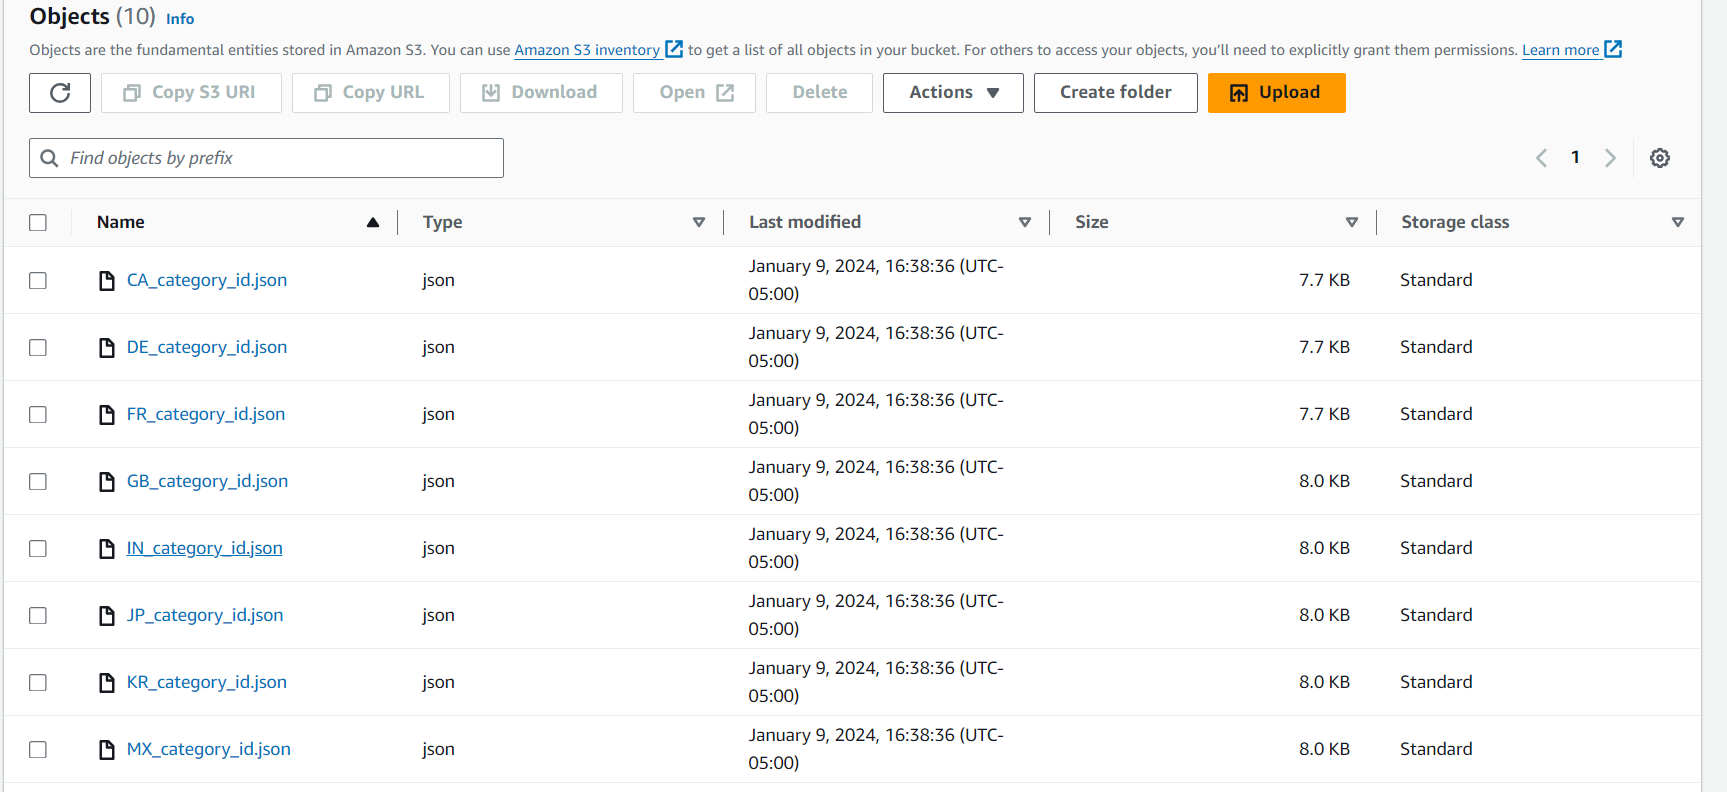 Objects (10) Info
Objects are the fundamental entities stored in Amazon S3. You can use Amazon S3 inventory to get a list of all objects in your bucket. For others to access your objects, you'll need to explicitly grant them permissions. Learn more
Copy S3 URI Copy URL Download Open Delete Actions Create folder Upload
Find objects by prefix 1
Name Type Last modified Size Storage class
CA_category_id.json json January 9, 2024, 16:38:36 (UTC- 7.7 KB Standard
05:00)
DE_category_id.json json January 9, 2024, 16:38:36 (UTC- 7.7 KB Standard
05:00)
FR_category_id.json json January 9, 2024, 16:38:36 (UTC- 7.7 KB Standard
05:00)
GB_category_id.json json January 9, 2024, 16:38:36 (UTC- 8.0 KB Standard
05:00)
IN_category_id.json json January 9, 2024, 16:38:36 (UTC- 8.0 KB Standard
05:00)
JP_category_id.json json January 9, 2024, 16:38:36 (UTC- 8.0 KB Standard
05:00)
KR_category_id.json json January 9, 2024, 16:38:36 (UTC- 8.0 KB Standard
05:00)
MX_category_id.json json January 9, 2024, 16:38:36 (UTC- 8.0 KB Standard
05:00)